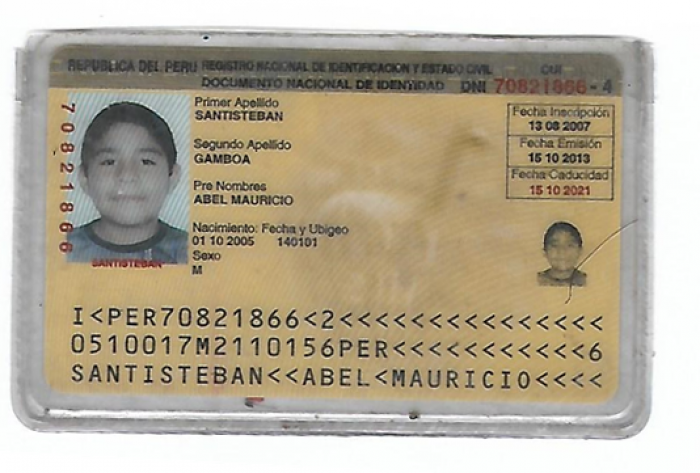 REPUBLICA DEL PERU REGISTRO NACIONAL DE IDENTIFICACION Y ESTADO CIVIL CUI
DOCUMENTO NACIONAL DE IDENTIDAD DNI 70821866 - 4
70821866
Primer Apellido
SANTISTEBAN
Segundo Apellido
GAMBOA
Pre Nombres
ABEL MAURICIO
Nacimiento: Fecha y Ubigeo
01 10 2005 140101
Sexo
M
Fecha Inscripción
13 08 2007
Fecha Emisión
15 10 2013
Fecha Caducidad
15 10 2021
SANTISTEBAN
I<PER70821866<2<<<<<<<<<<<<<<<
0510017M2110156PER<<<<<<<<<<<6
SANTISTEBAN<<ABEL<MAURICIO<<<<